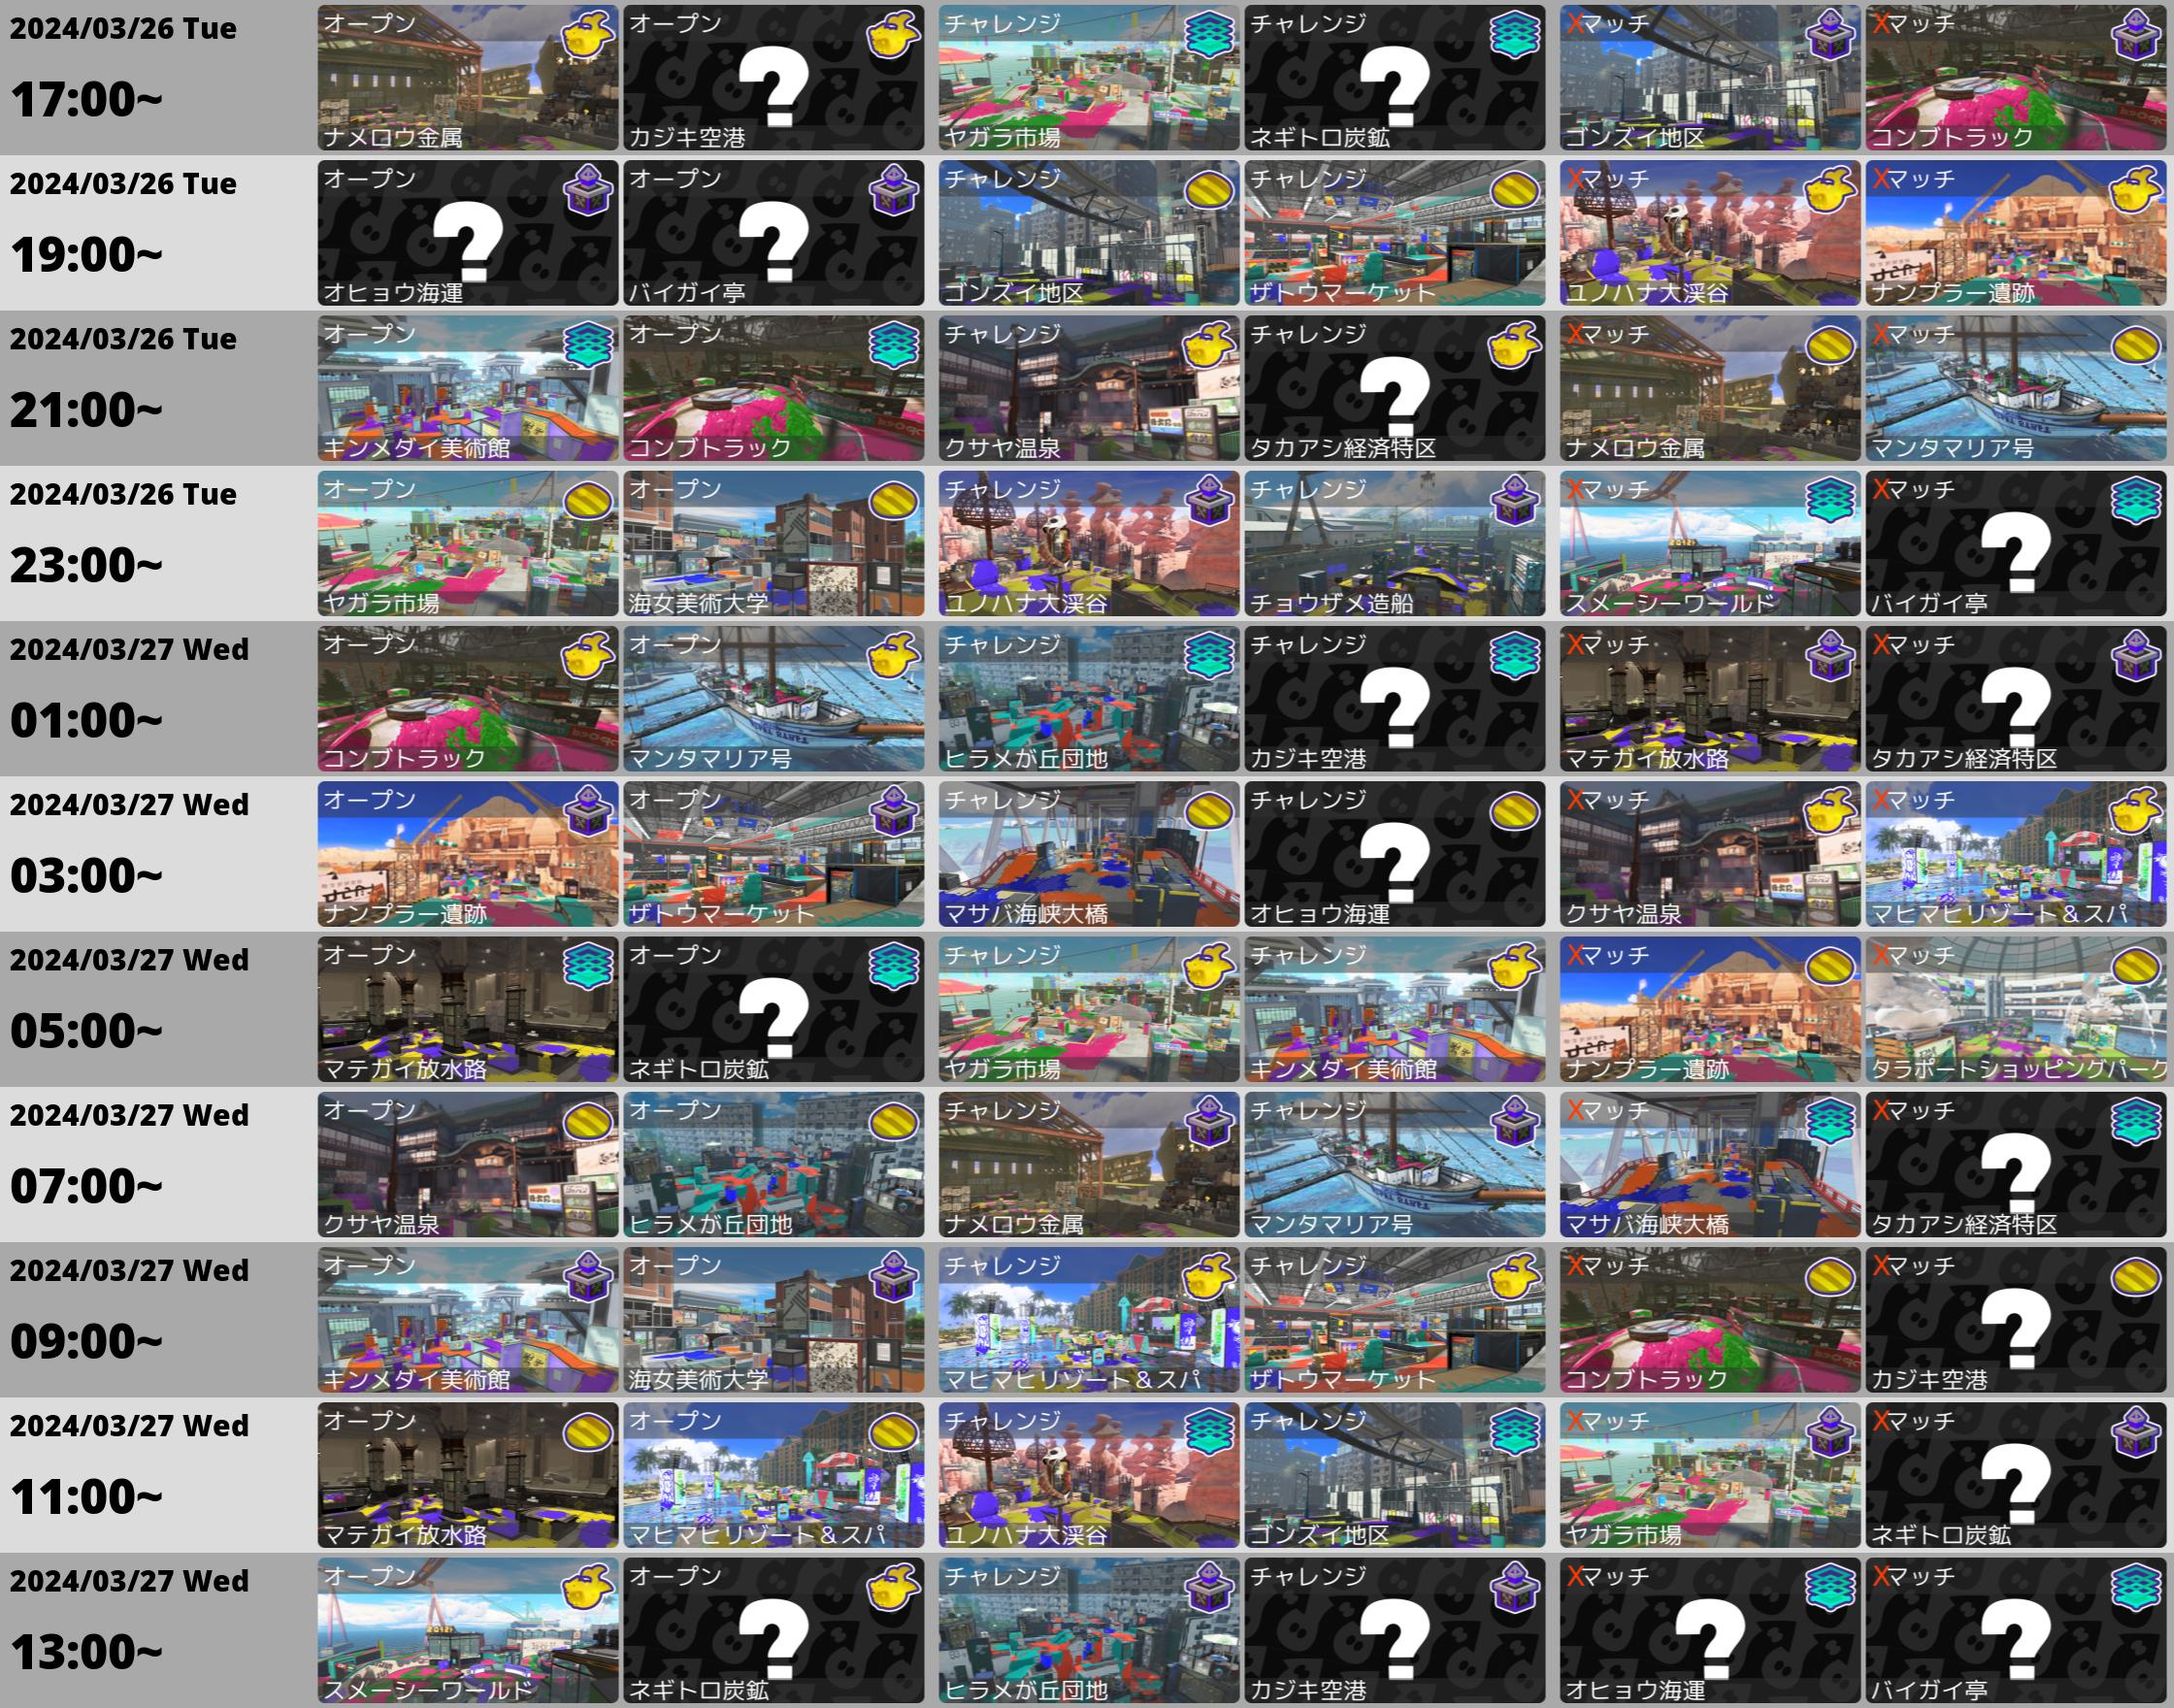 2024/03/26 Tue
17:00~
オープン
ナメロウ金属
オープン
カジキ空港
チャレンジ
ヤガラ市場
チャレンジ
ネギトロ炭鉱
Xマッチ
ゴンズイ地区
Xマッチ
コンブトラック
2024/03/26 Tue
19:00~
オープン
オヒョウ海運
オープン
バイガイ亭
チャレンジ
ゴンズイ地区
チャレンジ
ザトウマーケット
Xマッチ
ユノハナ大渓谷
Xマッチ
ナンプラー遺跡
2024/03/26 Tue
21:00~
オープン
キンメダイ美術館
オープン
コンブトラック
チャレンジ
クサヤ温泉
チャレンジ
タカアシ経済特区
Xマッチ
ナメロウ金属
Xマッチ
マンタマリア号
2024/03/26 Tue
23:00~
オープン
ヤガラ市場
オープン
海女美術大学
チャレンジ
ユノハナ大渓谷
チャレンジ
チョウザメ造船
Xマッチ
スメーシーワールド
Xマッチ
バイガイ亭
2024/03/27 Wed
01:00~
オープン
コンブトラック
オープン
マンタマリア号
チャレンジ
ヒラメが丘団地
チャレンジ
カジキ空港
Xマッチ
マテガイ放水路
Xマッチ
タカアシ経済特区
2024/03/27 Wed
03:00~
オープン
ナンプラー遺跡
オープン
ザトウマーケット
チャレンジ
マサバ海峡大橋
チャレンジ
オヒョウ海運
Xマッチ
クサヤ温泉
Xマッチ
マヒマヒリゾート＆スパ
2024/03/27 Wed
05:00~
オープン
マテガイ放水路
オープン
ネギトロ炭鉱
チャレンジ
ヤガラ市場
チャレンジ
キンメダイ美術館
Xマッチ
ナンプラー遺跡
Xマッチ
タラポートショッピングパーク
2024/03/27 Wed
07:00~
オープン
クサヤ温泉
オープン
ヒラメが丘団地
チャレンジ
ナメロウ金属
チャレンジ
マンタマリア号
Xマッチ
マサバ海峡大橋
Xマッチ
タカアシ経済特区
2024/03/27 Wed
09:00~
オープン
キンメダイ美術館
オープン
海女美術大学
チャレンジ
マヒマヒリゾート＆スパ
チャレンジ
ザトウマーケット
Xマッチ
コンブトラック
Xマッチ
カジキ空港
2024/03/27 Wed
11:00~
オープン
マテガイ放水路
オープン
マヒマヒリゾート＆スパ
チャレンジ
ユノハナ大渓谷
チャレンジ
ゴンズイ地区
Xマッチ
ヤガラ市場
Xマッチ
ネギトロ炭鉱
2024/03/27 Wed
13:00~
オープン
スメーシーワールド
オープン
ネギトロ炭鉱
チャレンジ
ヒラメが丘団地
チャレンジ
カジキ空港
Xマッチ
オヒョウ海運
Xマッチ
バイガイ亭